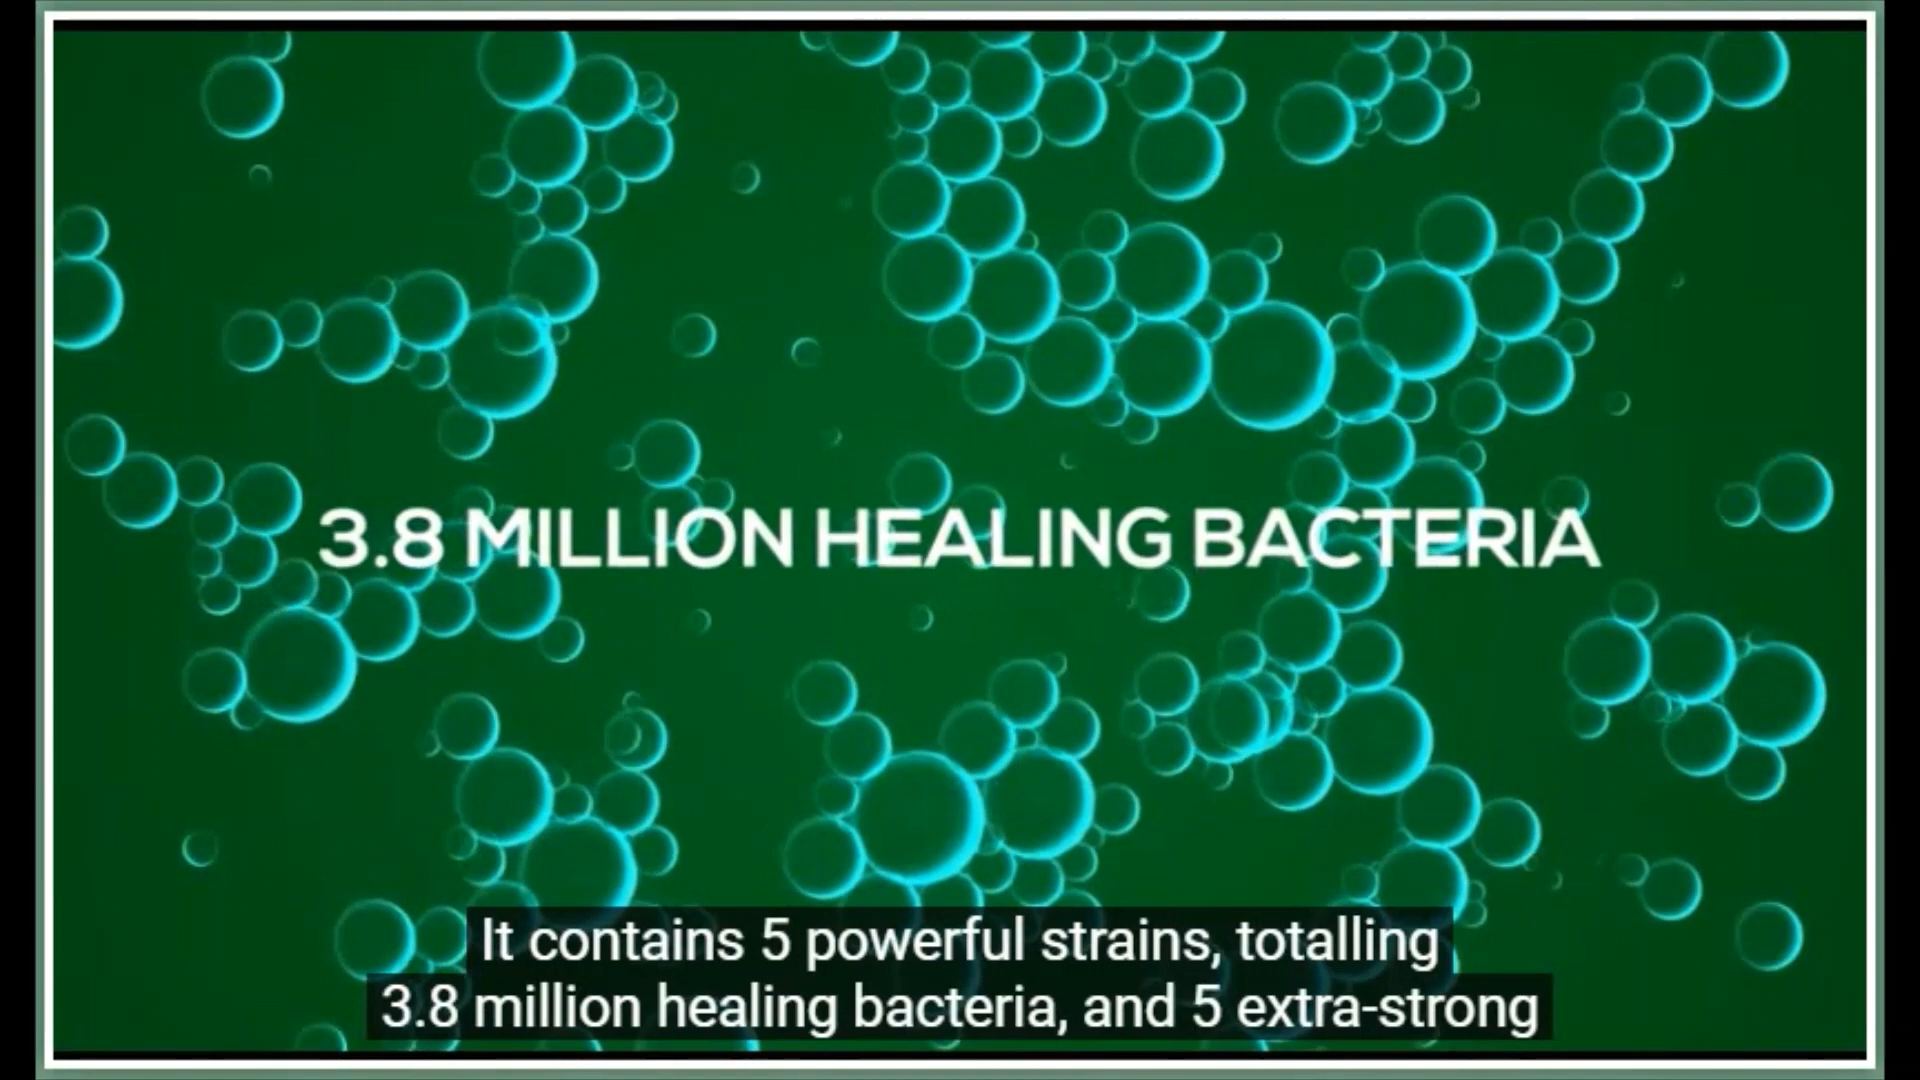 3.8 MILLION HEALING BACTERIA
It contains 5 powerful strains, totalling
3.8 million healing bacteria, and 5 extra-strong